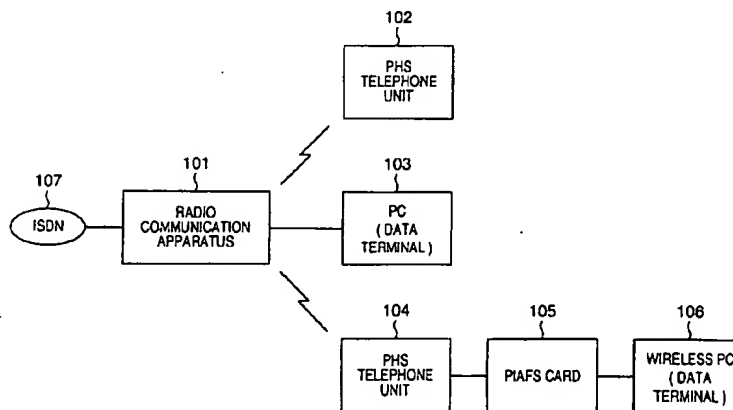 102
PHS
TELEPHONE
UNIT
101
103
107
ISDN
RADIO
COMMUNICATION
APPARATUS
PC
( DATA
TERMINAL )
104
105
106
PHS
TELEPHONE
UNIT
PIAFS CARD
WIRELESS PC
( DATA
TERMINAL )